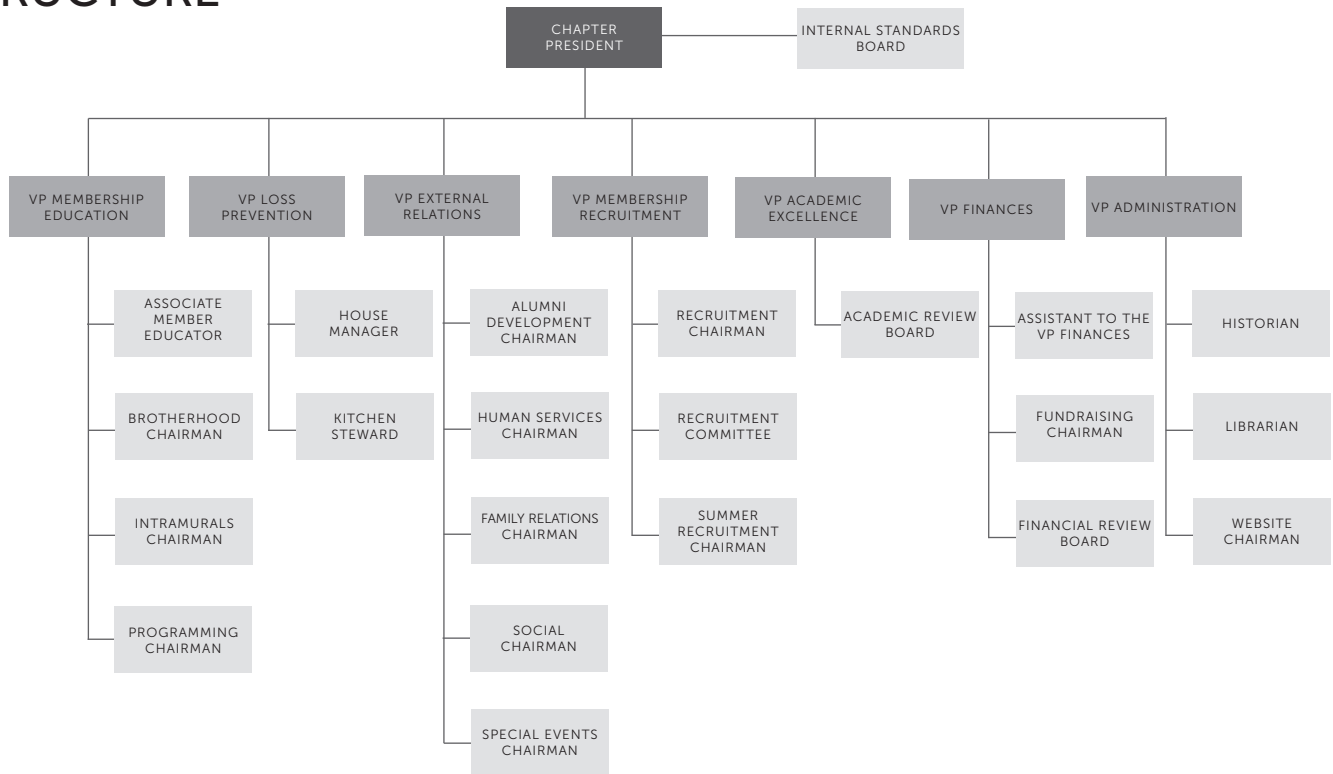 CHAPTER
PRESIDENT
INTERNAL STANDARDS
BOARD
VP MEMBERSHIP
EDUCATION
VP LOSS
PREVENTION
VP EXTERNAL
RELATIONS
VP MEMBERSHIP
RECRUITMENT
VP ACADEMIC
EXCELLENCE
VP FINANCES
VP ADMINISTRATION
ASSOCIATE
MEMBER
EDUCATOR
HOUSE
MANAGER
ALUMNI
DEVELOPMENT
CHAIRMAN
RECRUITMENT
CHAIRMAN
ACADEMIC REVIEW
BOARD
ASSISTANT TO THE
VP FINANCES
HISTORIAN
BROTHERHOOD
CHAIRMAN
KITCHEN
STEWARD
HUMAN SERVICES
CHAIRMAN
RECRUITMENT
COMMITTEE
FUNDRAISING
CHAIRMAN
LIBRARIAN
INTRAMURALS
CHAIRMAN
FAMILY RELATIONS
CHAIRMAN
SUMMER
RECRUITMENT
CHAIRMAN
FINANCIAL REVIEW
BOARD
WEBSITE
CHAIRMAN
PROGRAMMING
CHAIRMAN
SOCIAL
CHAIRMAN
SPECIAL EVENTS
CHAIRMAN